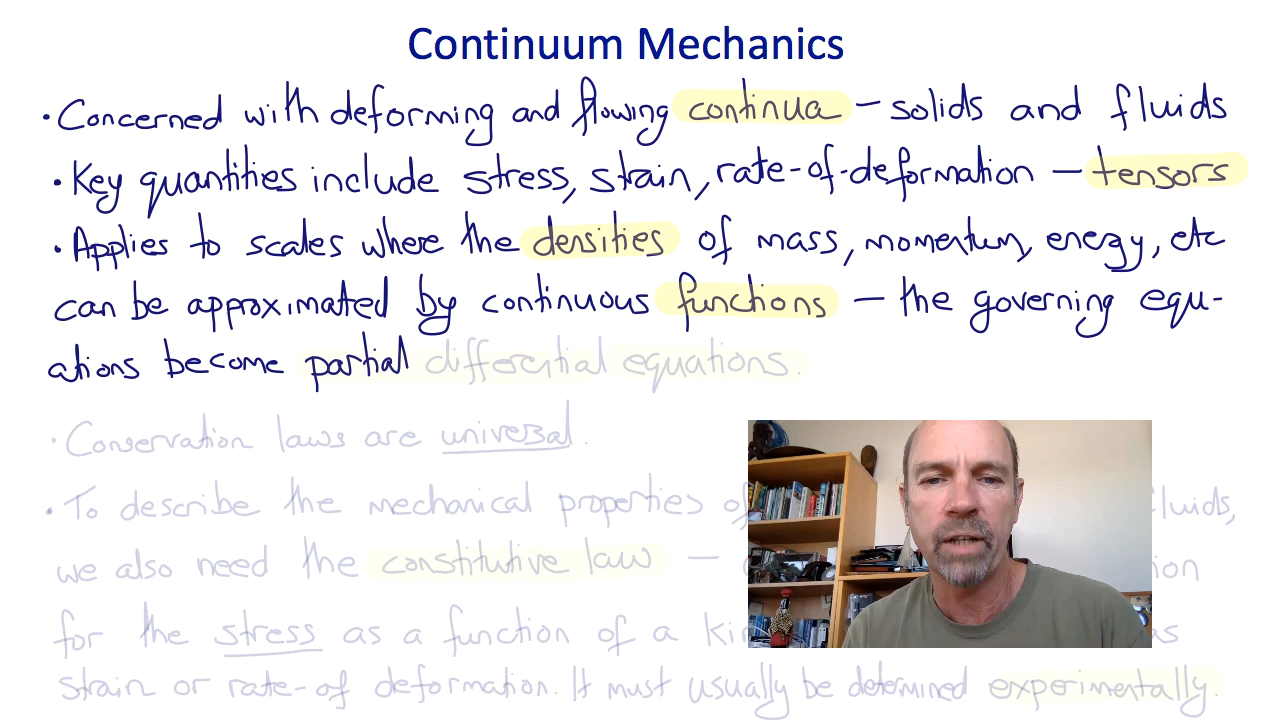 Continuum Mechanics
• Concerned with deforming and flowing continua – solids and fluids
• Key quantities include stress, strain, rate-of-deformation – tensors
• Applies to scales where the densities of mass, momentum, energy, etc
can be approximated by continuous functions – the governing equ-
ations become partial differential equations.
• Conservation laws are universal.
• To describe the mechanical properties fluids,
we also need the constitutive law –
for the stress as a function of a
strain or rate-of deformation. It must usually be determined experimentally.